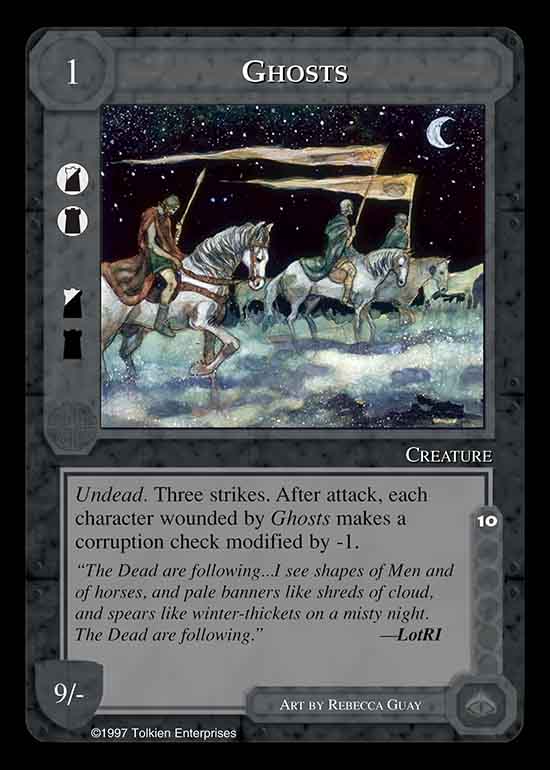 1
GHOSTS
CREATURE
Undead. Three strikes. After attack, each
character wounded by Ghosts makes a
corruption check modified by -1.
10
“The Dead are following...I see shapes of Men and
of horses, and pale banners like shreds of cloud,
and spears like winter-thickets on a misty night.
The Dead are following.” —LotRI
9/-
ART BY REBECCA GUAY
©1997 Tolkien Enterprises